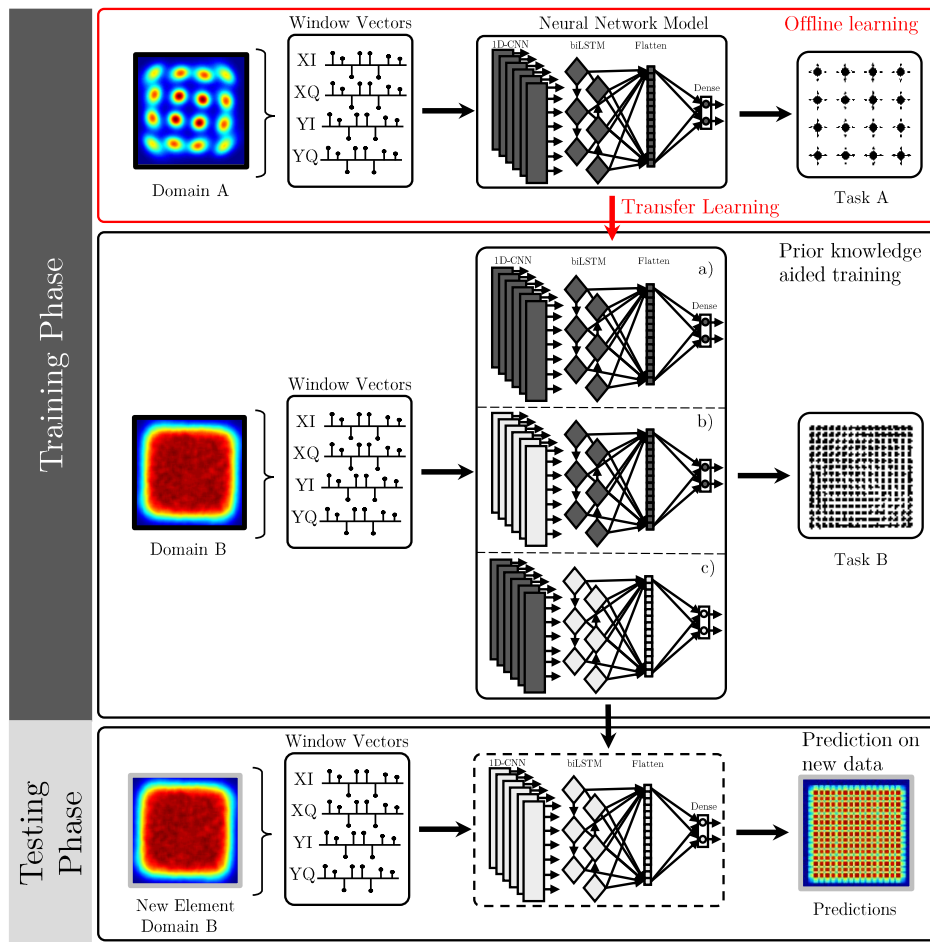 Training Phase
Window Vectors
Neural Network Model
Offline learning
XI
XQ
YI
YQ
1D-CNN
biLSTM
Flatten
Dense
Domain A
Task A
Transfer Learning
Prior knowledge
aided training
1D-CNN
biLSTM
Flatten
a)
Dense
Window Vectors
XI
XQ
YI
YQ
b)
Domain B
Task B
c)
Testing
Phase
Window Vectors
XI
XQ
YI
YQ
1D-CNN
biLSTM
Flatten
Dense
Prediction on
new data
New Element
Domain B
Predictions